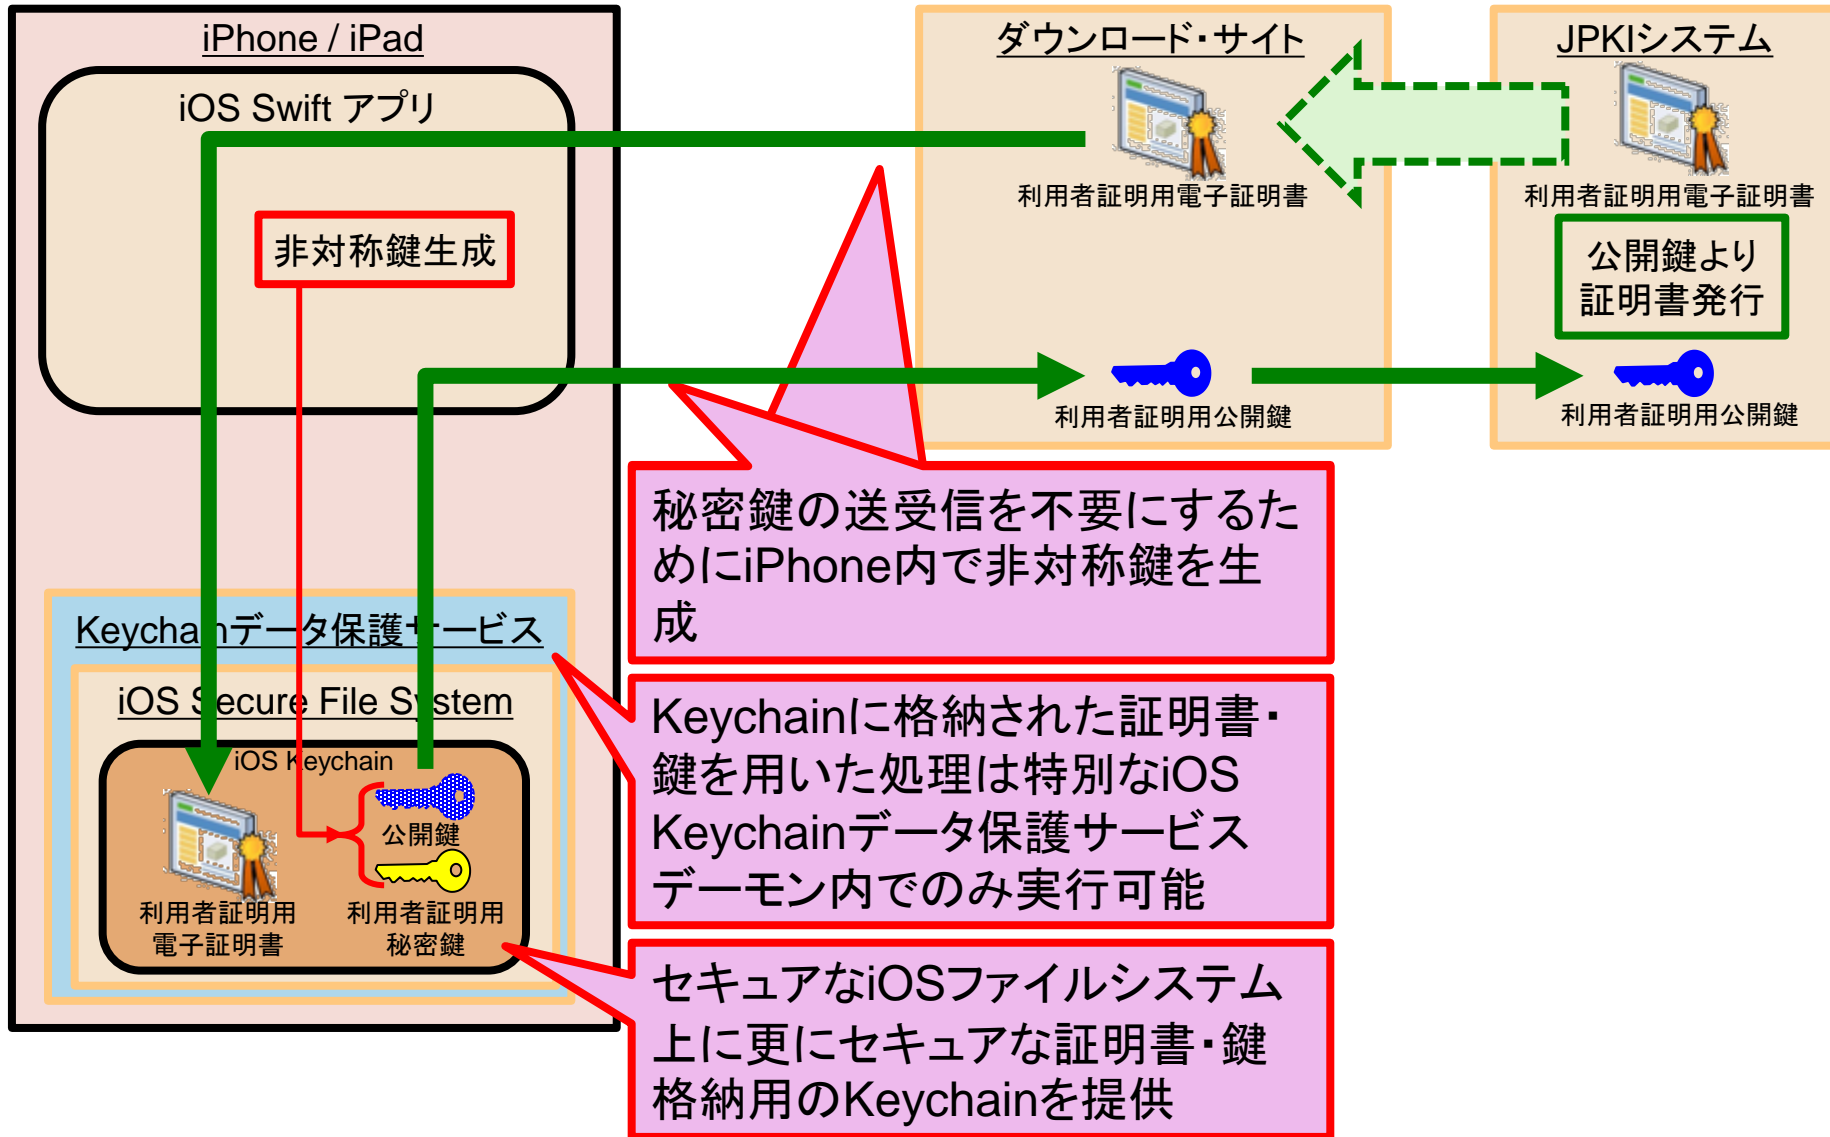 iPhone / iPad
iOS Swift アプリ
非対称鍵生成
ダウンロード・サイト
利用者証明用電子証明書
利用者証明用公開鍵
JPKIシステム
利用者証明用電子証明書
公開鍵より
証明書発行
利用者証明用公開鍵
秘密鍵の送受信を不要にするた
めにiPhone内で非対称鍵を生
成
Keychainデータ保護サービス
iOS Secure File System
iOS Keychain
公開鍵
利用者証明用
電子証明書
利用者証明用
秘密鍵
Keychainに格納された証明書・
鍵を用いた処理は特別なiOS
Keychainデータ保護サービス
デーモン内でのみ実行可能
セキュアなiOSファイルシステム
上に更にセキュアな証明書・鍵
格納用のKeychainを提供